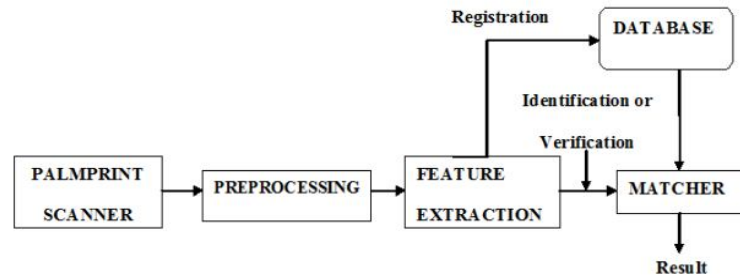 Registration
DATABASE
Identification or
Verification
PALMPRINT
SCANNER
PREPROCESSING
FEATURE
EXTRACTION
MATCHER
Result